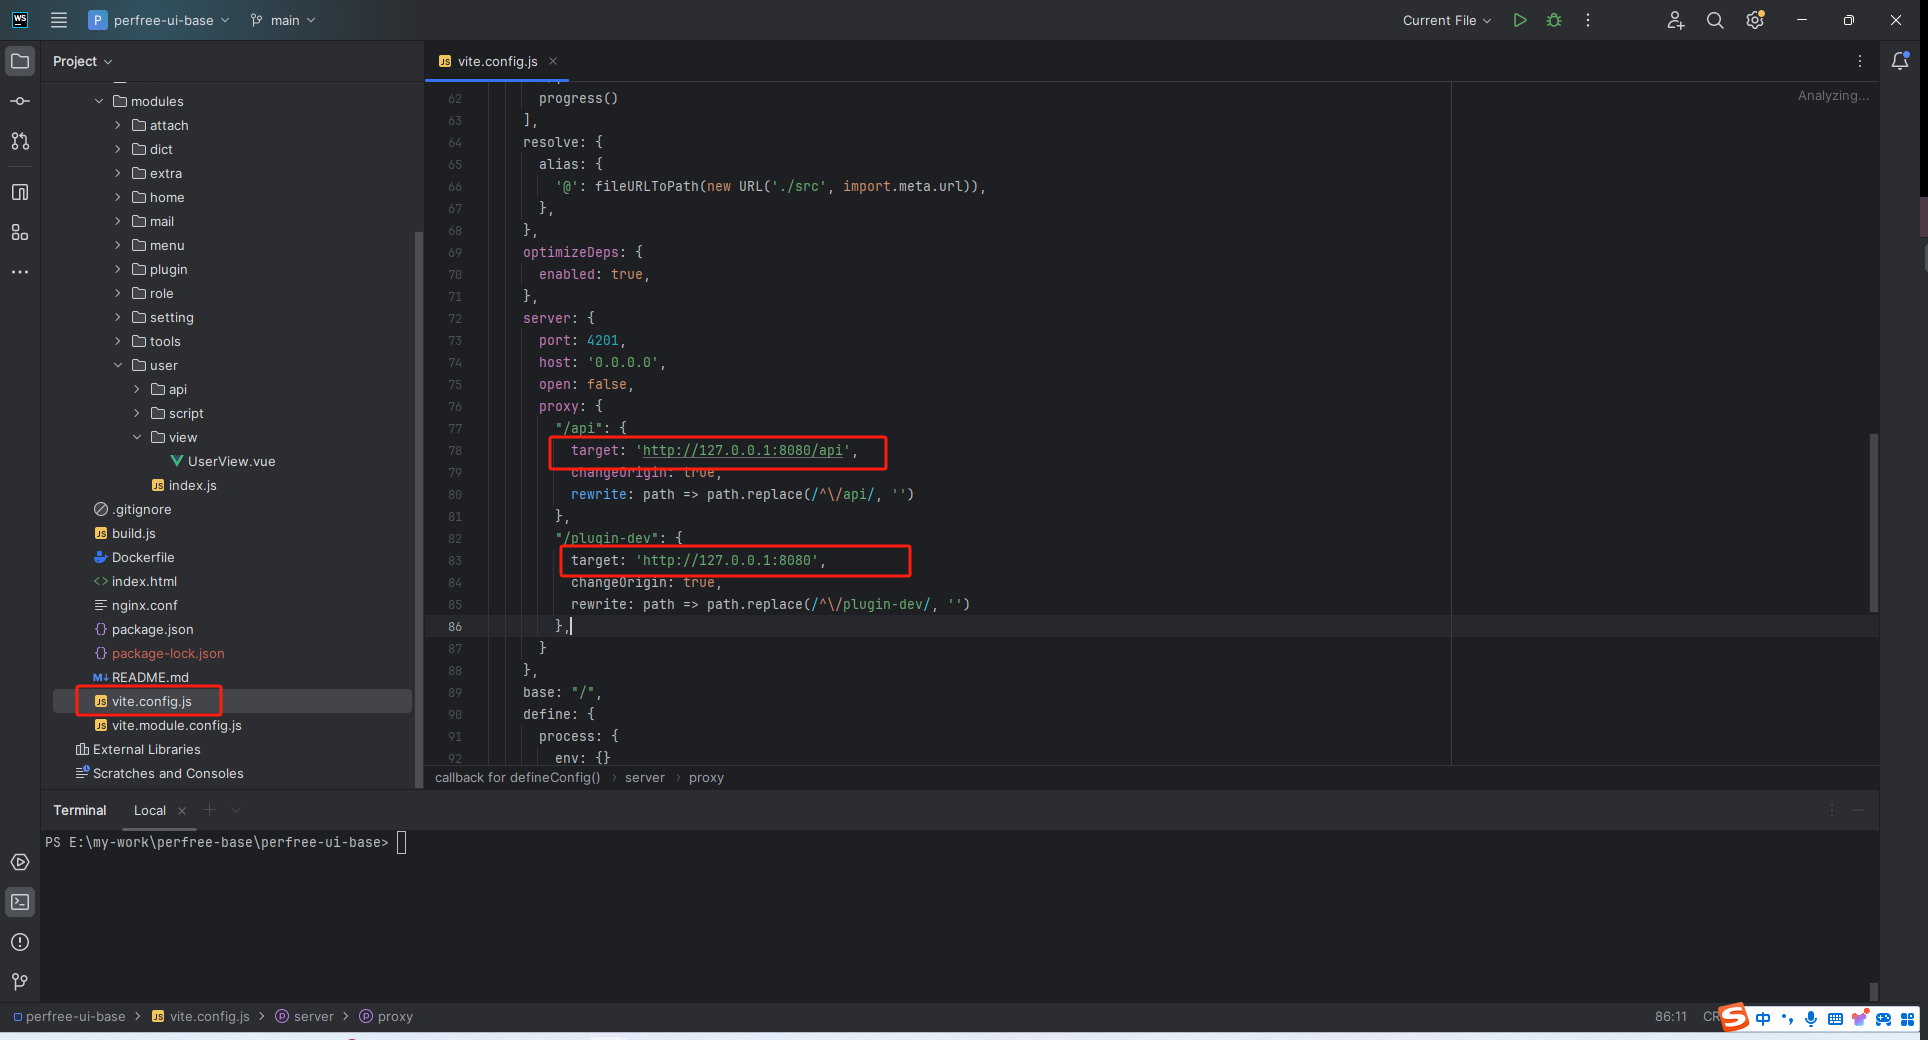 WS
P
perfree-ui-base
main
Current File
Project
modules
attach
dict
extra
home
mail
menu
plugin
role
setting
tools
user
api
script
view
UserView.vue
JS index.js
.gitignore
JS build.js
Dockerfile
<> index.html
nginx.conf
{} package.json
{} package-lock.json
M↓ README.md
JS vite.config.js
JS vite.module.config.js
External Libraries
Scratches and Consoles
JS vite.config.js
Analyzing...
62 progress()
63 ],
64 resolve: {
65 alias: {
66 '@': fileURLToPath(new URL('./src', import.meta.url)),
67 },
68 },
69 optimizeDeps: {
70 enabled: true,
71 },
72 server: {
73 port: 4201,
74 host: '0.0.0.0',
75 open: false,
76 proxy: {
77 "/api": {
78 target: 'http://127.0.0.1:8080/api',
79 changeOrigin: true,
80 rewrite: path => path.replace(/^\/api/, '')
81 },
82 "/plugin-dev": {
83 target: 'http://127.0.0.1:8080',
84 changeOrigin: true,
85 rewrite: path => path.replace(/^\/plugin-dev/, '')
86 },
87 }
88 },
89 base: "/",
90 define: {
91 process: {
92 env: {}
callback for defineConfig() > server > proxy
Terminal Local
PS E:\my-work\perfree-base\perfree-ui-base>
perfree-ui-base > JS vite.config.js > p server > p proxy
86:11 CR
S 中